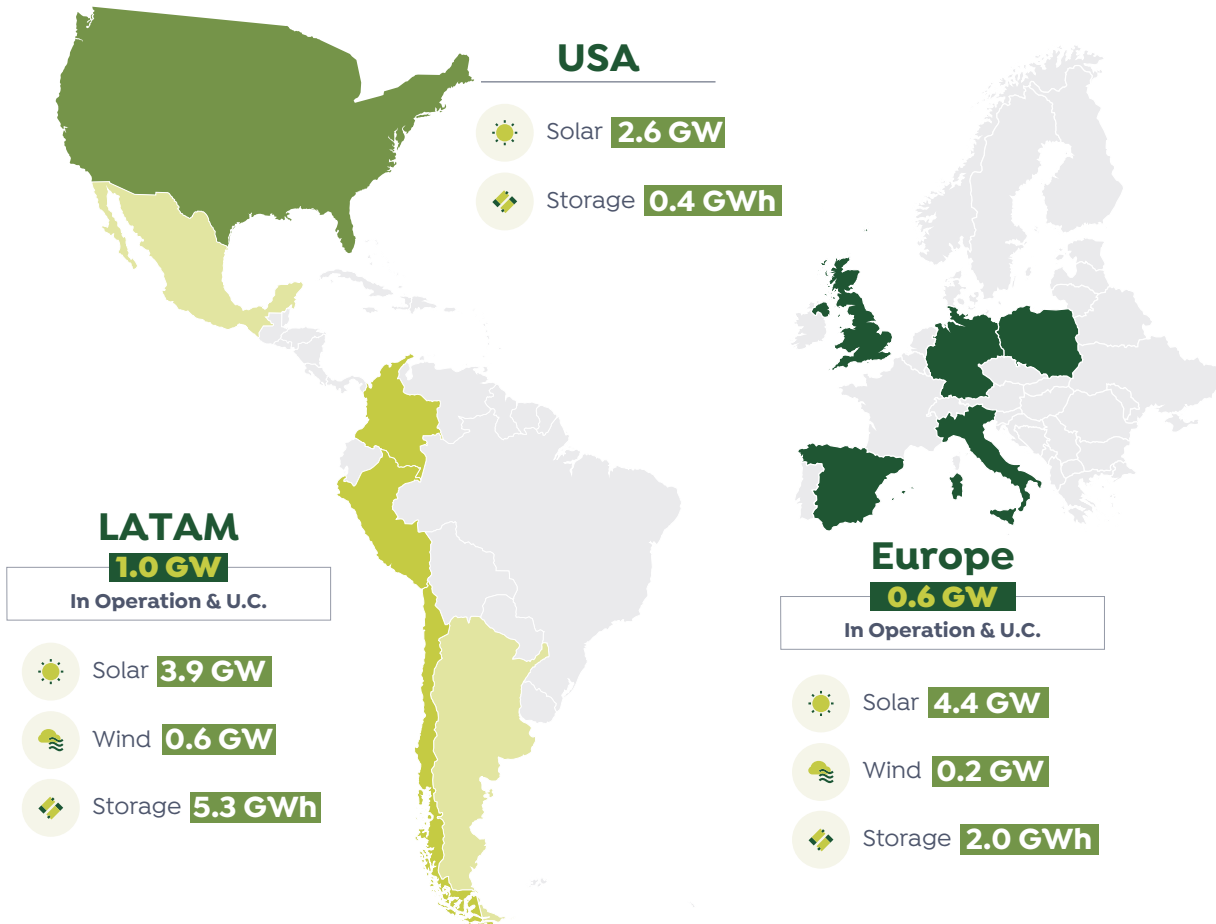 USA
Solar 2.6 GW
Storage 0.4 GWh
LATAM
1.0 GW
In Operation & U.C.
Solar 3.9 GW
Wind 0.6 GW
Storage 5.3 GWh
Europe
0.6 GW
In Operation & U.C.
Solar 4.4 GW
Wind 0.2 GW
Storage 2.0 GWh